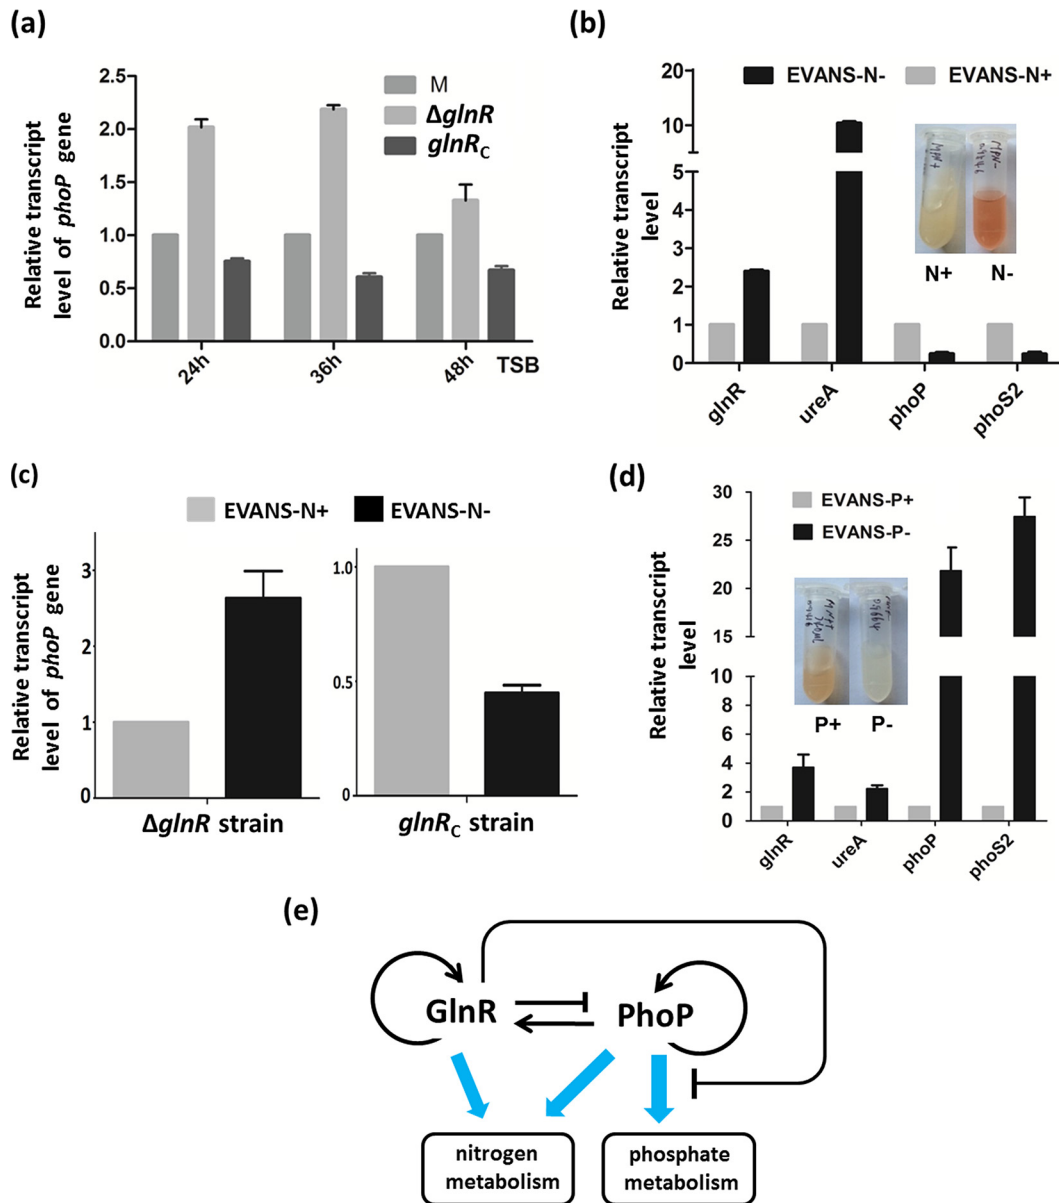 (a)
Relative transcript
level of phoP gene
2.5
2.0
1.5
1.0
0.5
0.0
M
ΔglnR
glnRC
24h
36h
48h
TSB
(b)
EVANS-N-
EVANS-N+
Relative transcript
level
20
15
10
5
5
4
3
2
1
0
N+
N-
glnR
ureA
phoP
phoS2
(c)
EVANS-N+
EVANS-N-
Relative transcript
level of phoP gene
3
2
1
0
1.0
0.5
0
ΔglnR strain
glnRC strain
(d)
EVANS-P+
EVANS-P-
Relative transcript
level
30
25
20
15
10
8
6
4
2
0
P+
P-
glnR
ureA
phoP
phoS2
(e)
GlnR
PhoP
nitrogen
metabolism
phosphate
metabolism